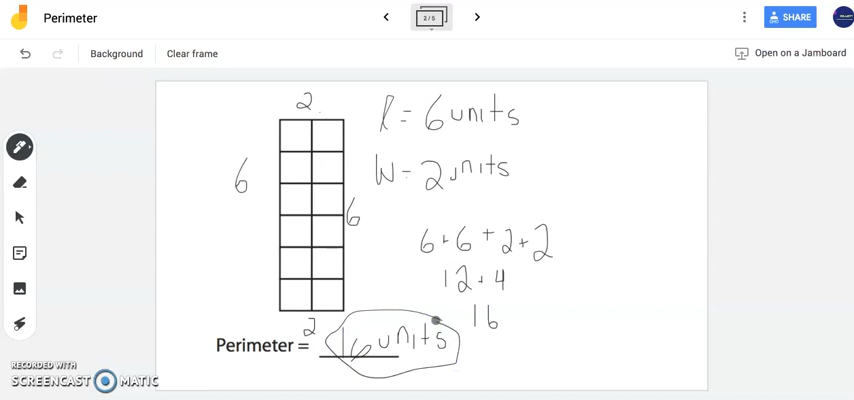 Perimeter
2/5
SHARE
Background
Clear frame
Open on a Jamboard
2
l = 6 units
6
W = 2 units
6
6 + 6 + 2 + 2
12 + 4
16
2
Perimeter = 16 units
RECORDED WITH
SCREENCAST MATIC